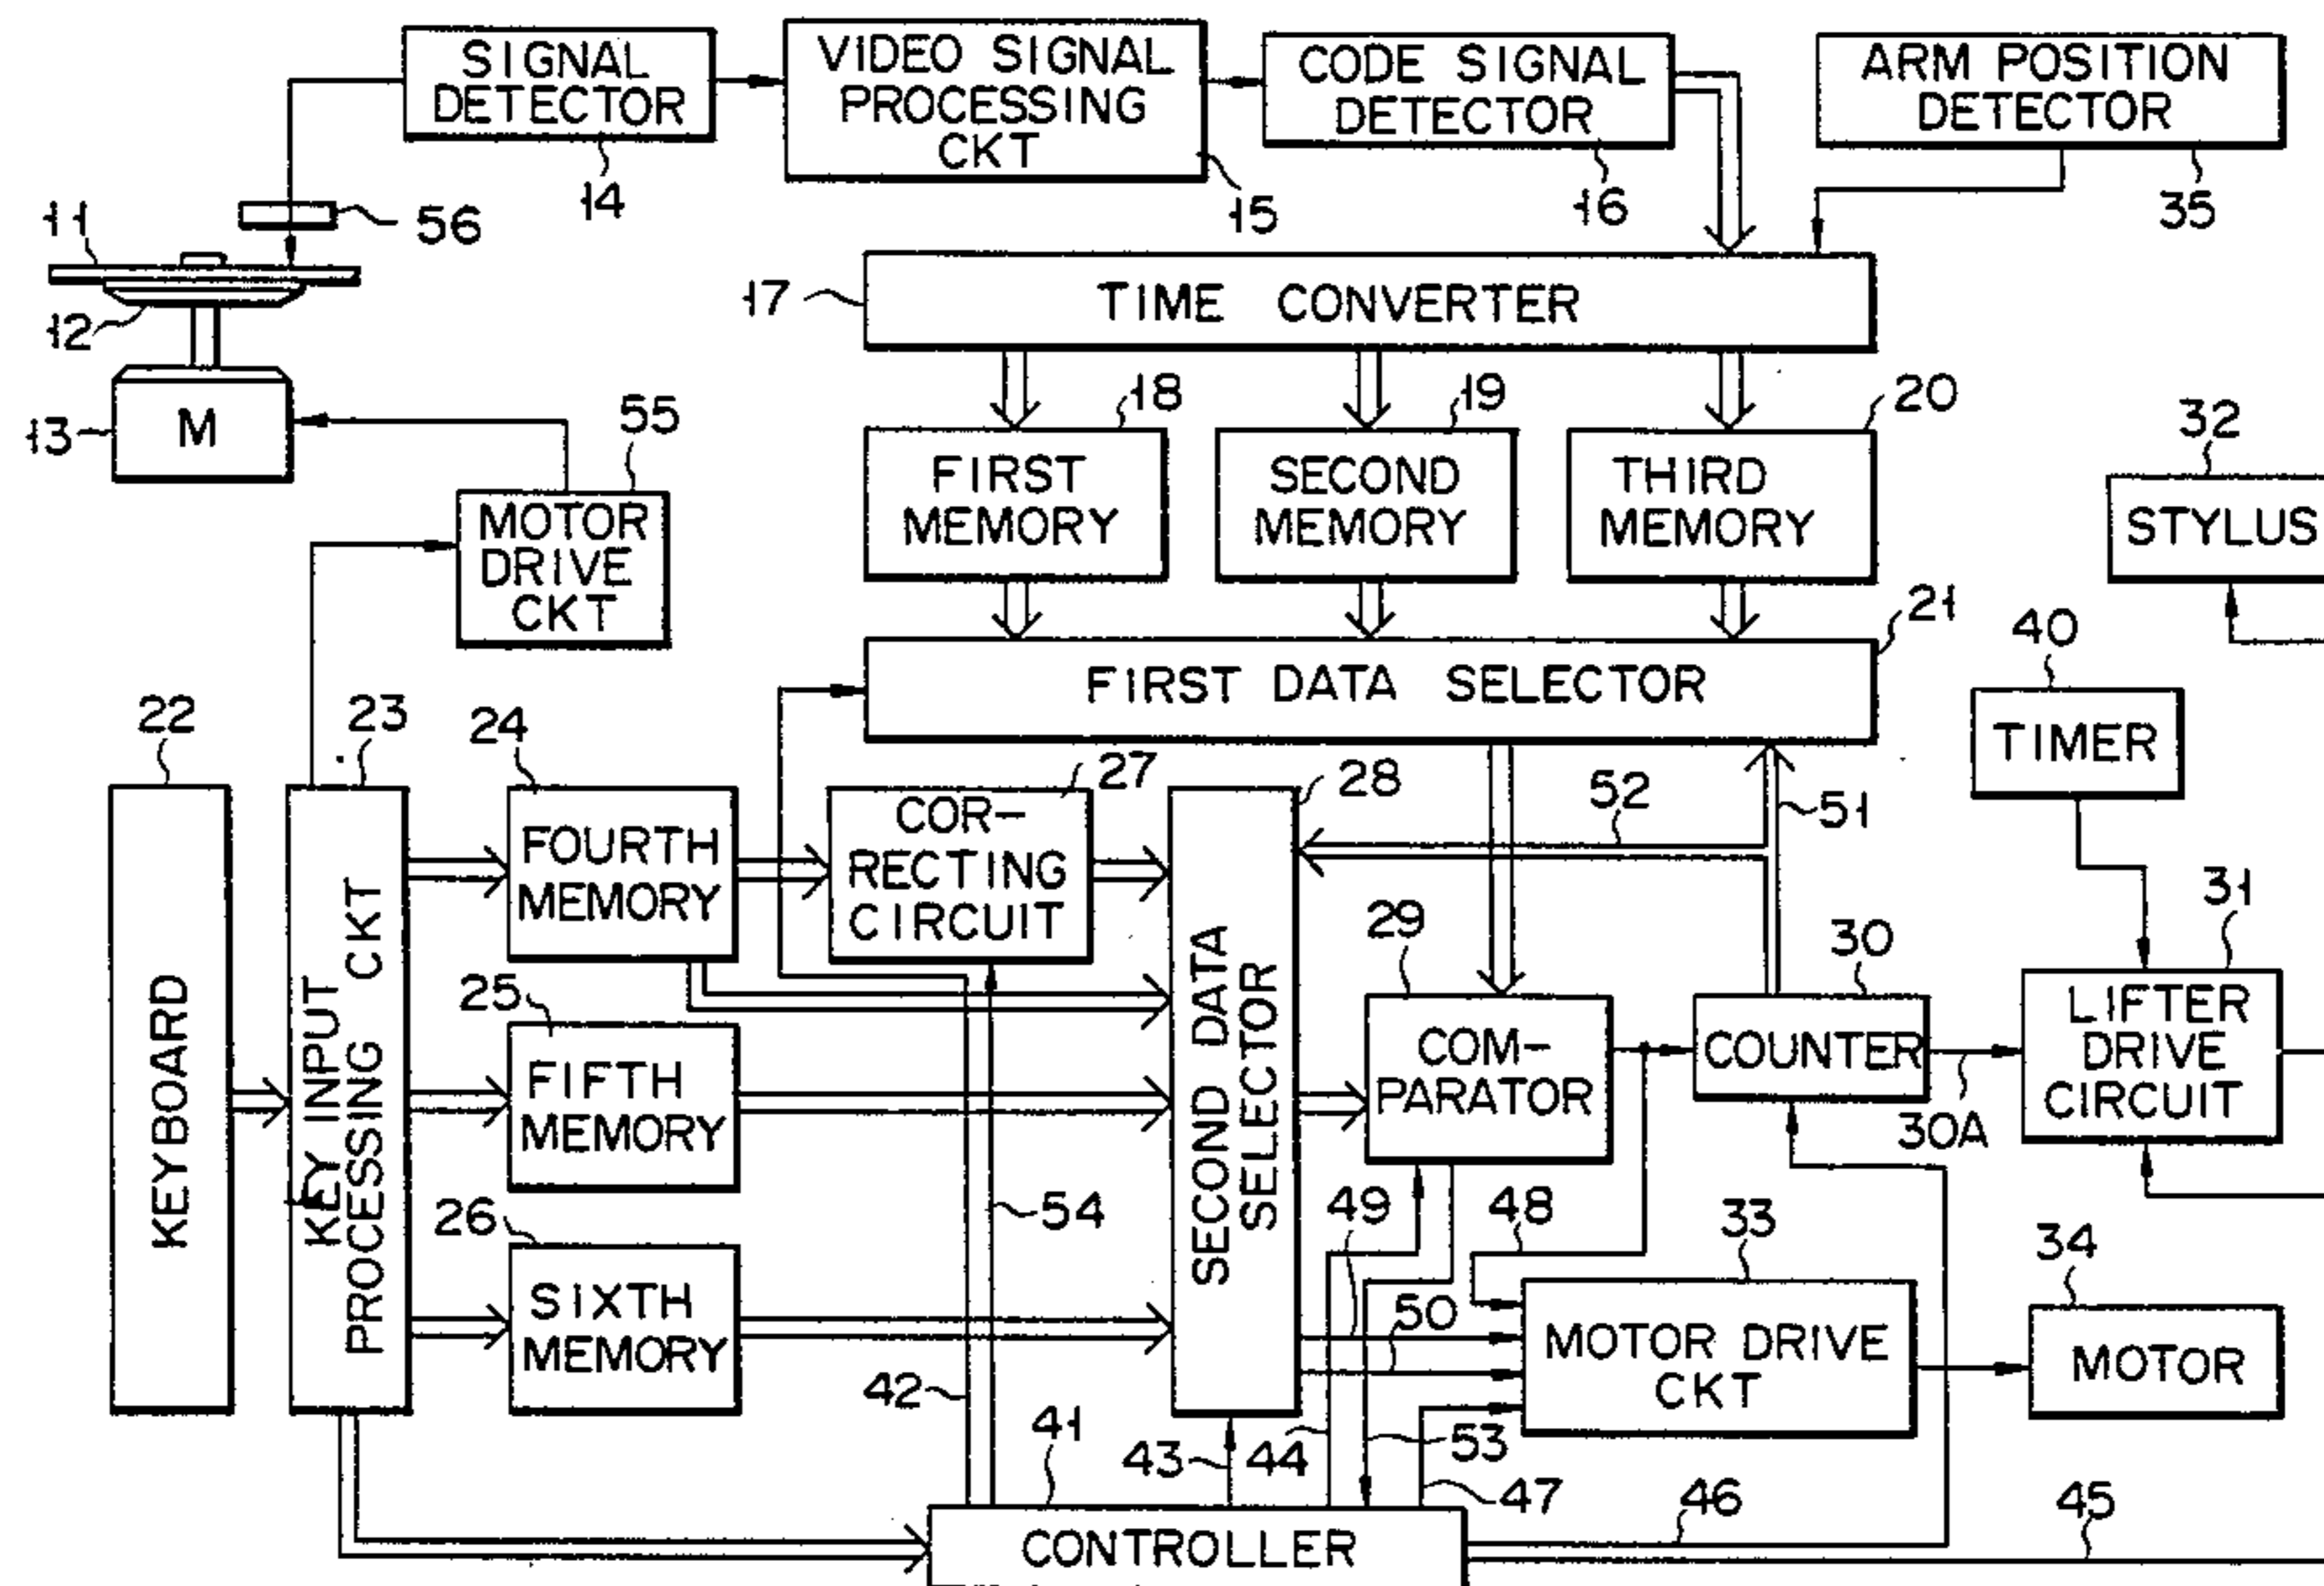 SIGNAL
DETECTOR
14
VIDEO SIGNAL
PROCESSING
CKT
15
CODE SIGNAL
DETECTOR
16
ARM POSITION
DETECTOR
35
11
56
12
13
M
17
TIME CONVERTER
55
MOTOR
DRIVE
CKT
18
FIRST
MEMORY
19
SECOND
MEMORY
20
THIRD
MEMORY
32
STYLUS
21
FIRST DATA SELECTOR
40
TIMER
22
KEYBOARD
23
KEY INPUT
PROCESSING CKT
24
FOURTH
MEMORY
27
COR-
RECTING
CIRCUIT
28
SECOND DATA
SELECTOR
52
51
25
FIFTH
MEMORY
29
COM-
PARATOR
30
COUNTER
30A
31
LIFTER
DRIVE
CIRCUIT
26
SIXTH
MEMORY
54
49
48
50
33
MOTOR DRIVE
CKT
34
MOTOR
42
41
43
44
53
47
46
45
CONTROLLER